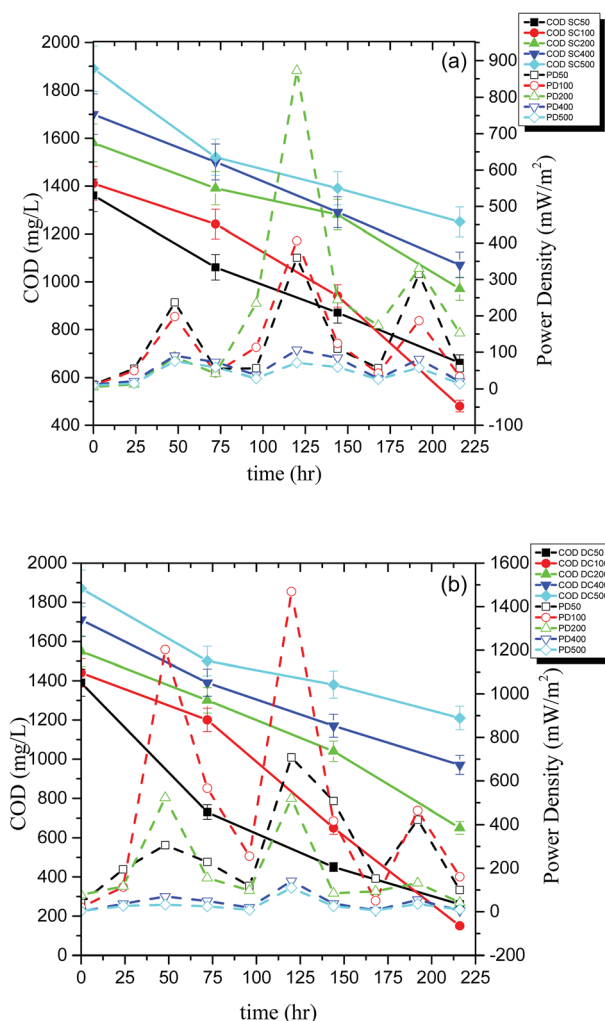 (a)
COD SC50
COD SC100
COD SC200
COD SC400
COD SC500
PD50
PD100
PD200
PD400
PD500
COD (mg/L)
2000
1800
1600
1400
1200
1000
800
600
400
Power Density (mW/m²)
900
800
700
600
500
400
300
200
100
0
-100
0 25 50 75 100 125 150 175 200 225
time (hr)
(b)
COD DC50
COD DC100
COD DC200
COD DC400
COD DC500
PD50
PD100
PD200
PD400
PD500
COD (mg/L)
2000
1800
1600
1400
1200
1000
800
600
400
200
0
Power Density (mW/m²)
1600
1400
1200
1000
800
600
400
200
0
-200
0 25 50 75 100 125 150 175 200 225
time (hr)